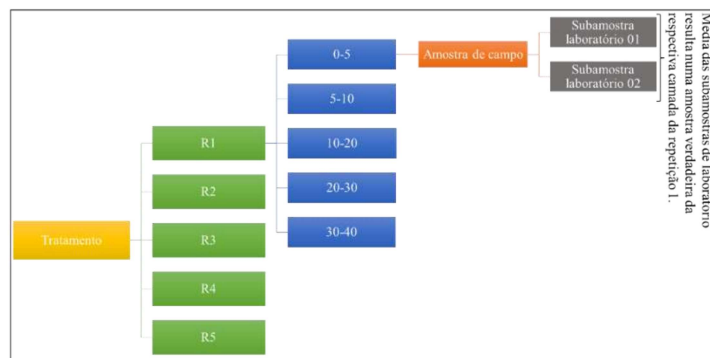 Tratamento
R1
R2
R3
R4
R5
0-5
5-10
10-20
20-30
30-40
Amostra de campo
Subamostra
laboratório 01
Subamostra
laboratório 02
Media das subamostras de laboratorio
resulta numa amostra verdadeira da
respectiva camada da repetição 1.